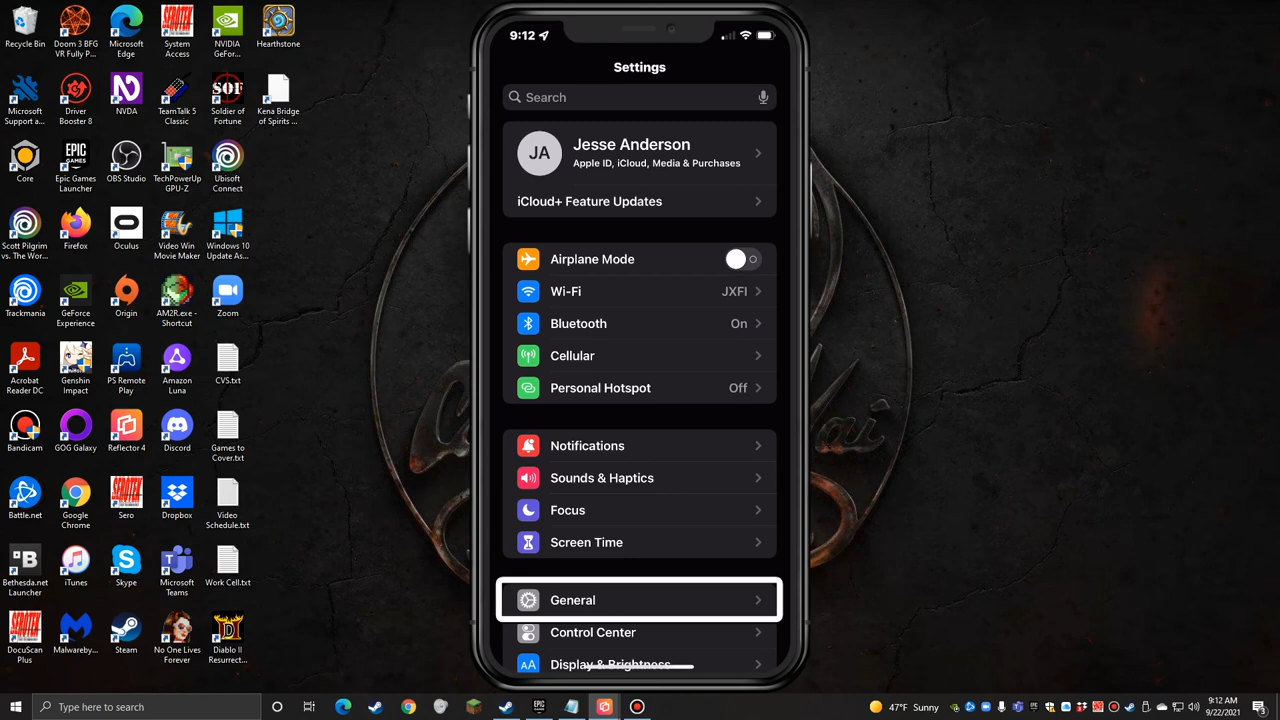 Recycle Bin
Doom 3 BFG
VR Fully P...
Microsoft
Edge
SEROTEK
System
Access
NVIDIA
GeFor...
Hearthstone
Microsoft
Support a...
Driver
Booster 8
NVDA
TeamTalk 5
Classic
SOF
Soldier of
Fortune
Kena Bridge
of Spirits ...
Core
EPIC
GAMES
Epic Games
Launcher
OBS Studio
TechPowerUp
GPU-Z
Ubisoft
Connect
Scott Pilgrim
vs. The Wor...
Firefox
Oculus
Video Win
Movie Maker
Windows 10
Update As...
Trackmania
GeForce
Experience
Origin
AM2R.exe -
Shortcut
Zoom
Acrobat
Reader DC
Genshin
Impact
PS Remote
Play
Amazon
Luna
CVS.txt
Bandicam
GOG Galaxy
Reflector 4
Discord
Games to
Cover.txt
Battle.net
Google
Chrome
SEROTEK
Sero
Dropbox
Video
Schedule.txt
B
Bethesda.net
Launcher
iTunes
Skype
Microsoft
Teams
Work Cell.txt
SEROTEK
DocuScan
Plus
Malwareby...
Steam
No One Lives
Forever
Diablo II
Resurrect...
9:12
Settings
Search
JA
Jesse Anderson
Apple ID, iCloud, Media & Purchases
iCloud+ Feature Updates
Airplane Mode
Wi-Fi JXFI
Bluetooth On
Cellular
Personal Hotspot Off
Notifications
Sounds & Haptics
Focus
Screen Time
General
Control Center
AA Display & Brightness
Type here to search
EPIC
47°F Sunny
9:12 AM
9/22/2021